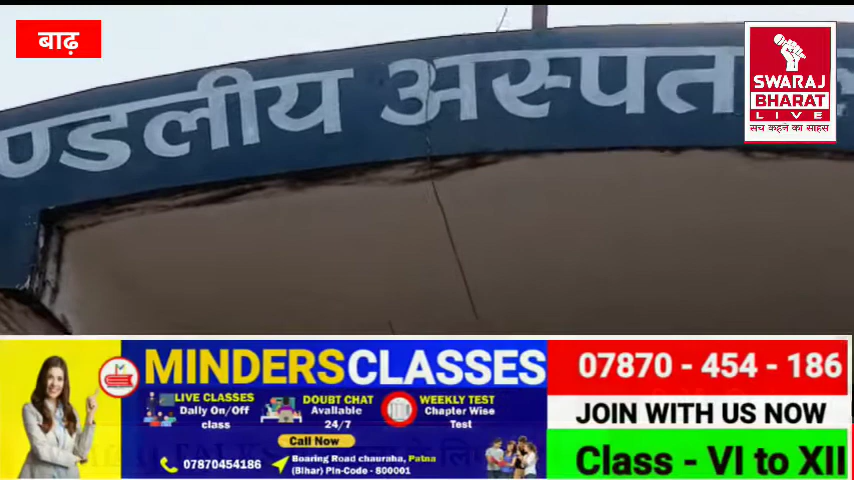 बाढ़
ण्डलीय अस्पताल
SWARAJ
BHARAT
LIVE
सच कहने का साहस
MINDERS CLASSES
LIVE CLASSES
Daily On/Off
class
DOUBT CHAT
Available
24/7
WEEKLY TEST
Chapter Wise
Test
Call Now
07870454186
Boaring Road chauraha, Patna
(Bihar) Pin-Code - 800001
07870 - 454 - 186
JOIN WITH US NOW
Class - VI to XII